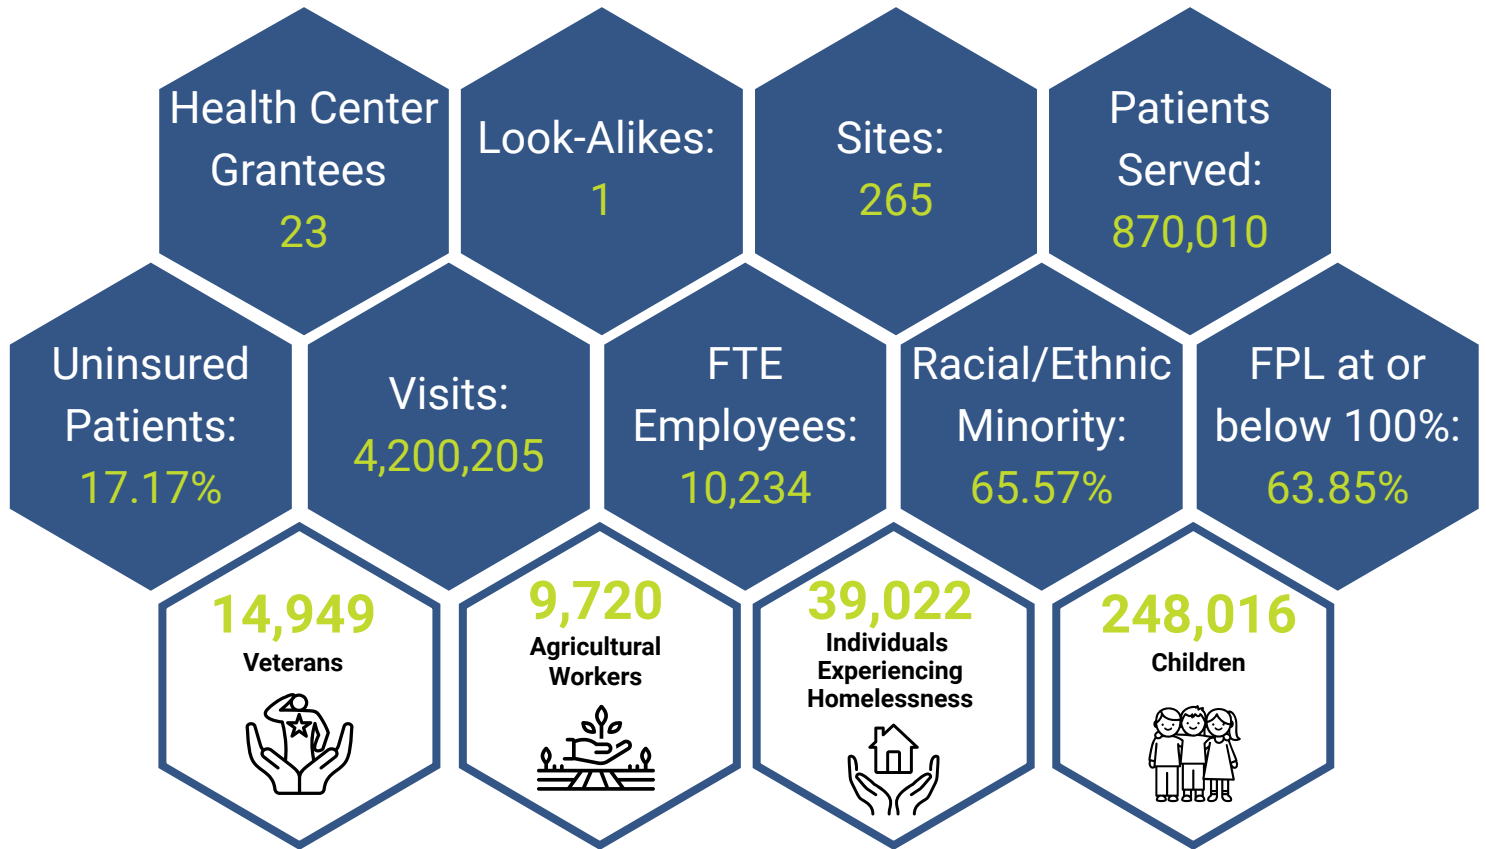 Health Center
Grantees
23
Look-Alikes:
1
Sites:
265
Patients
Served:
870,010
Uninsured
Patients:
17.17%
Visits:
4,200,205
FTE
Employees:
10,234
Racial/Ethnic
Minority:
65.57%
FPL at or
below 100%:
63.85%
14,949
Veterans
9,720
Agricultural
Workers
39,022
Individuals
Experiencing
Homelessness
248,016
Children